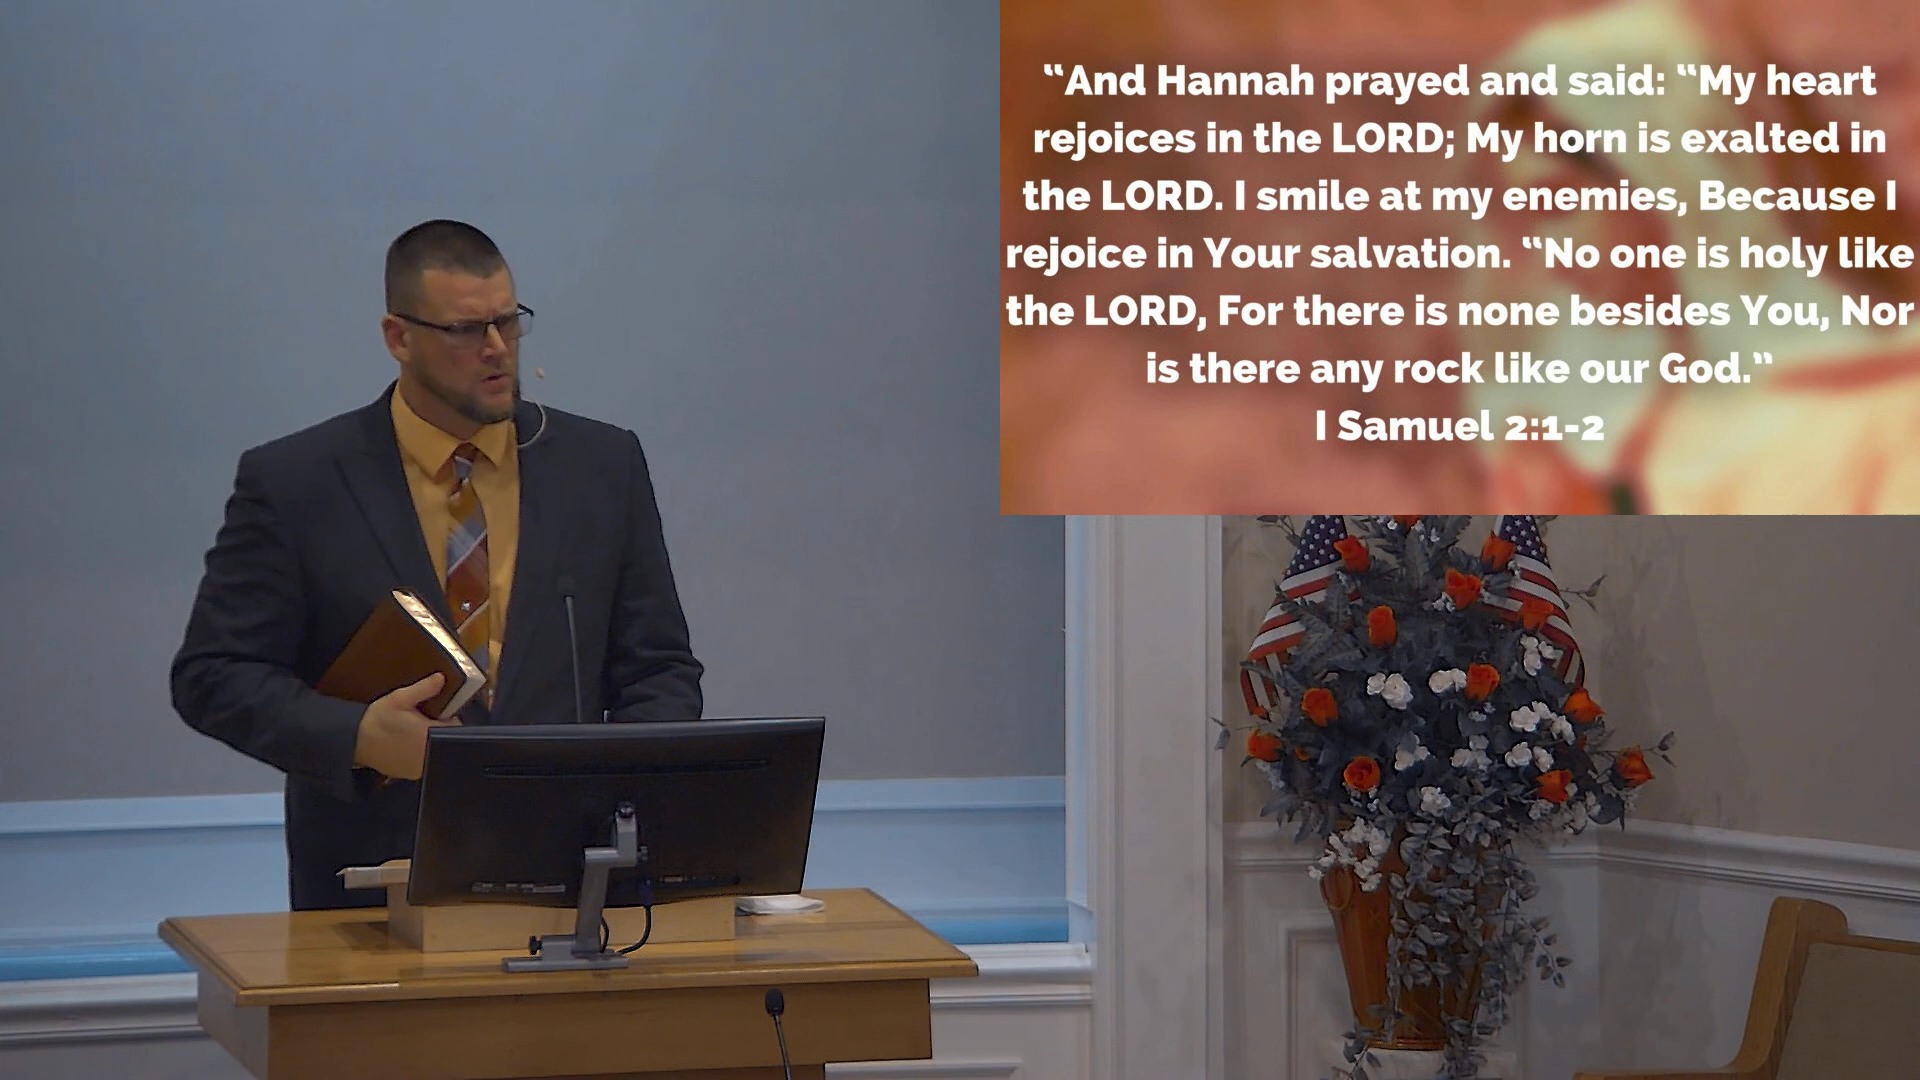 “And Hannah prayed and said: “My heart
rejoices in the LORD; My horn is exalted in
the LORD. I smile at my enemies, Because I
rejoice in Your salvation. “No one is holy like
the LORD, For there is none besides You, Nor
is there any rock like our God.”
I Samuel 2:1-2